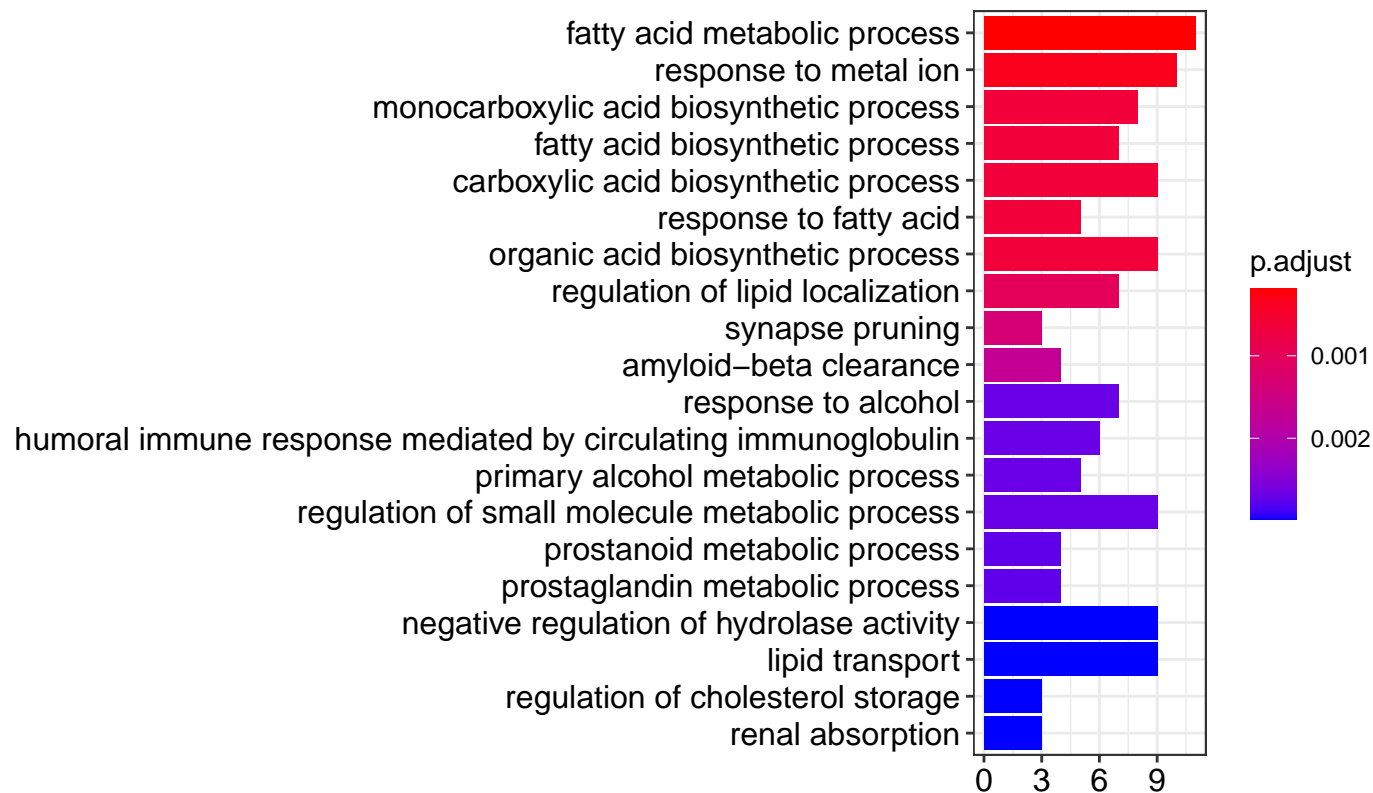 fatty acid metabolic process
response to metal ion
monocarboxylic acid biosynthetic process
fatty acid biosynthetic process
carboxylic acid biosynthetic process
response to fatty acid
organic acid biosynthetic process
regulation of lipid localization
synapse pruning
amyloid−beta clearance
response to alcohol
humoral immune response mediated by circulating immunoglobulin
primary alcohol metabolic process
regulation of small molecule metabolic process
prostanoid metabolic process
prostaglandin metabolic process
negative regulation of hydrolase activity
lipid transport
regulation of cholesterol storage
renal absorption
0 3 6 9
p.adjust
0.001
0.002